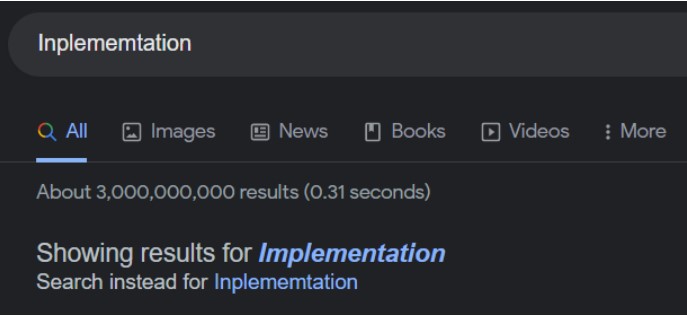 Inplememtation
All Images News Books Videos More
About 3,000,000,000 results (0.31 seconds)
Showing results for Implementation
Search instead for Inplememtation